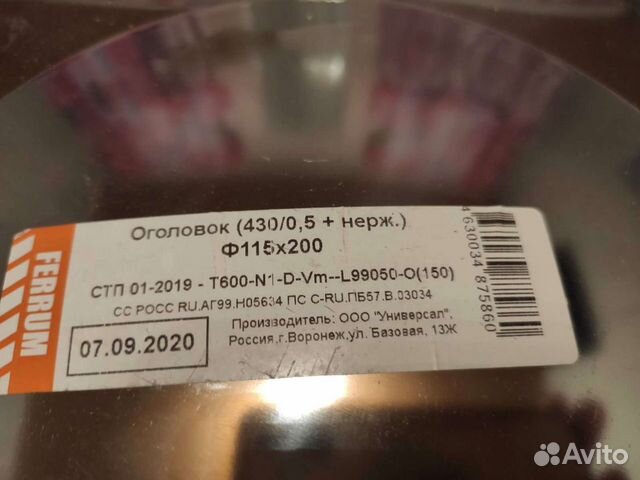 FERRUM
Оголовок (430/0,5 + нерж.)
Ф115х200
СТП 01-2019 - Т600-N1-D-Vm--L99050-O(150)
СС РОСС RU.АГ99.Н05634 ПС С-RU.ПБ57.В.03034
07.09.2020
Производитель: ООО "Универсал",
Россия,г.Воронеж,ул. Базовая, 13Ж
4 630034 875860
Avito